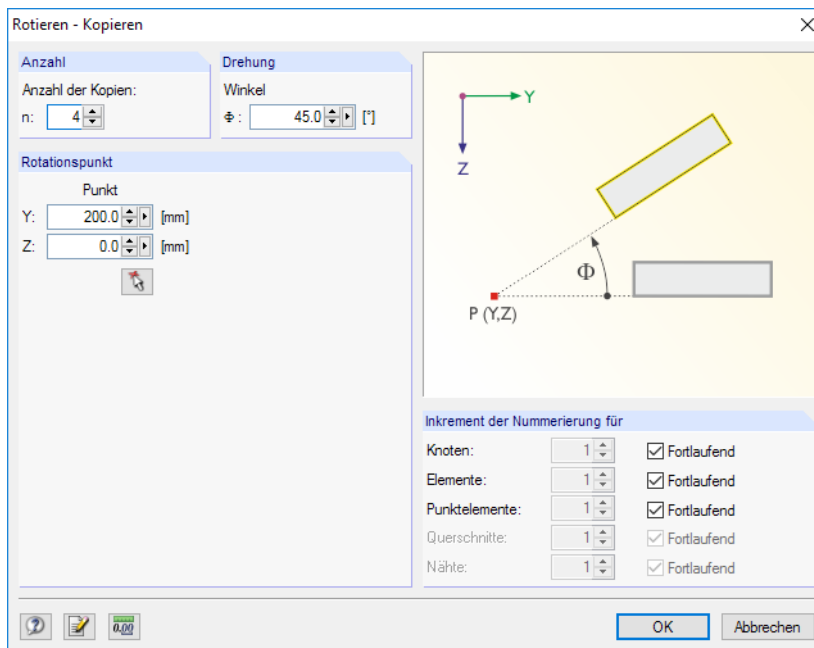 Rotieren - Kopieren
Anzahl
Anzahl der Kopien:
n: 4
Drehung
Winkel
Φ : 45.0 [°]
Rotationspunkt
Punkt
Y: 200.0 [mm]
Z: 0.0 [mm]
Y
Z
Φ
P (Y,Z)
Inkrement der Nummerierung für
Knoten: 1 Fortlaufend
Elemente: 1 Fortlaufend
Punktelemente: 1 Fortlaufend
Querschnitte: 1 Fortlaufend
Nähte: 1 Fortlaufend
0.00
OK
Abbrechen